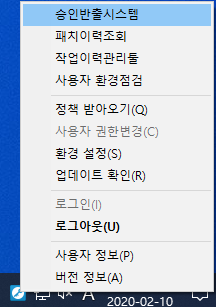 승인반출시스템
패치이력조회
작업이력관리툴
사용자 환경점검
정책 받아오기(Q)
사용자 권한변경(C)
환경 설정(S)
업데이트 확인(R)
로그인(I)
로그아웃(U)
사용자 정보(P)
버전 정보(A)
A
2020-02-10